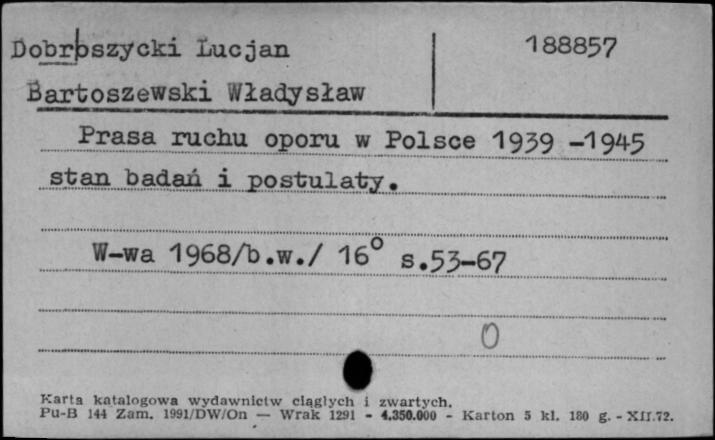 Dobroszycki Lucjan 188857
Bartoszewski Władysław
Prasa ruchu oporu w Polsce 1939 -1945
stan badań i postulaty.
W-wa 1968/b.w./ 16° s.53-67
0
Karta katalogowa wydawnictw ciągłych i zwartych.
Pu-B 144 Zam. 1991/DW/On — Wrak 1291 - 4.350.000 - Karton 5 kl. 180 g. - XII.72.